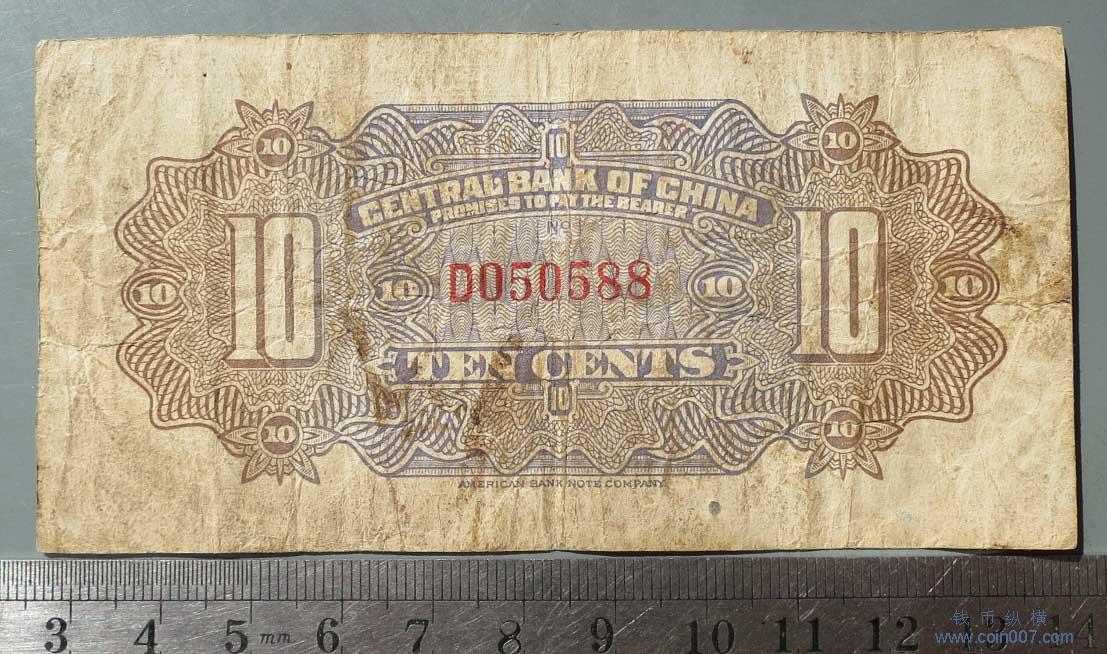 10 10 10
CENTRAL BANK OF CHINA
PROMISES TO PAY THE BEARER
No
10 10
10 10 D050588 10 10
TEN CENTS
10
10 10
AMERICAN BANK NOTE COMPANY.
3 4 5 mm 6 7 8 9 10 11 12 13 14
钱币纵横
www.coin007.com